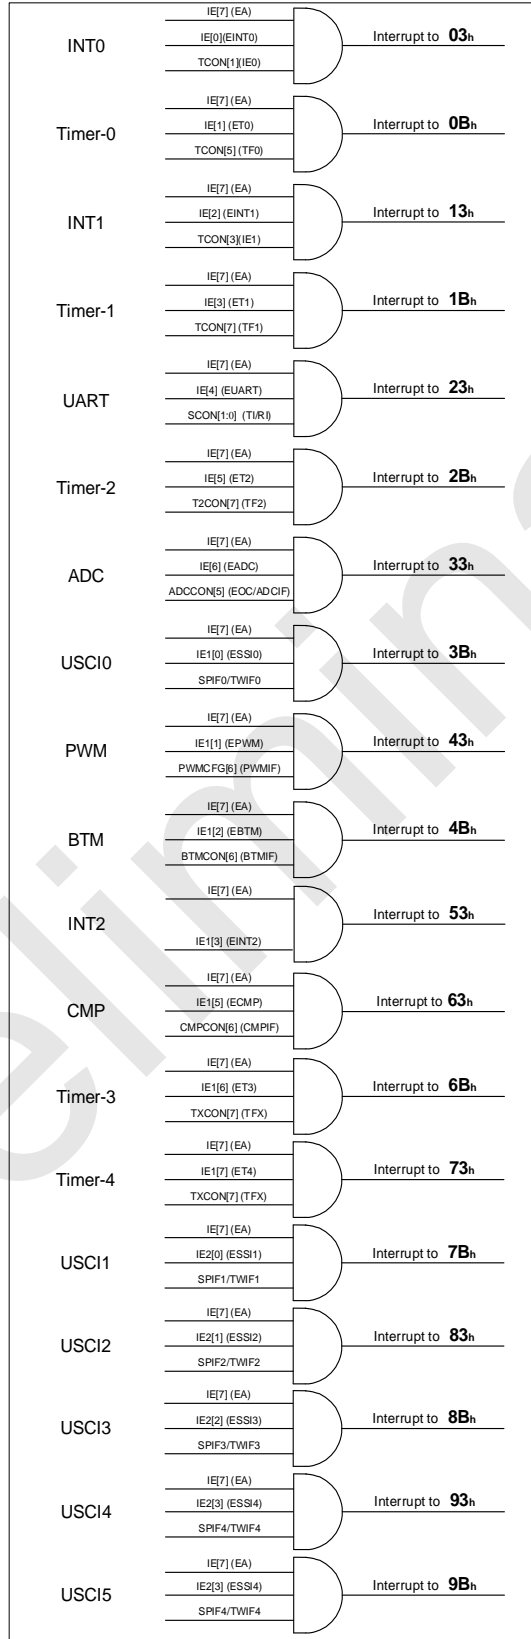 IE[7] (EA)
INT0 IE[0](EINT0) Interrupt to 03h
TCON[1](IE0)
IE[7] (EA)
Timer-0 IE[1] (ET0) Interrupt to 0Bh
TCON[5] (TF0)
IE[7] (EA)
INT1 IE[2] (EINT1) Interrupt to 13h
TCON[3](IE1)
IE[7] (EA)
Timer-1 IE[3] (ET1) Interrupt to 1Bh
TCON[7] (TF1)
IE[7] (EA)
UART IE[4] (EUART) Interrupt to 23h
SCON[1:0] (TI/RI)
IE[7] (EA)
Timer-2 IE[5] (ET2) Interrupt to 2Bh
T2CON[7] (TF2)
IE[7] (EA)
ADC IE[6] (EADC) Interrupt to 33h
ADCCON[5] (EOC/ADCIF)
IE[7] (EA)
USCI0 IE1[0] (ESSI0) Interrupt to 3Bh
SPIF0/TWIF0
IE[7] (EA)
PWM IE1[1] (EPWM) Interrupt to 43h
PWMCFG[6] (PWMIF)
IE[7] (EA)
BTM IE1[2] (EBTM) Interrupt to 4Bh
BTMCON[6] (BTMIF)
IE[7] (EA)
INT2 Interrupt to 53h
IE1[3] (EINT2)
IE[7] (EA)
CMP IE1[5] (ECMP) Interrupt to 63h
CMPCON[6] (CMPIF)
IE[7] (EA)
Timer-3 IE1[6] (ET3) Interrupt to 6Bh
TXCON[7] (TFX)
IE[7] (EA)
Timer-4 IE1[7] (ET4) Interrupt to 73h
TXCON[7] (TFX)
IE[7] (EA)
USCI1 IE2[0] (ESSI1) Interrupt to 7Bh
SPIF1/TWIF1
IE[7] (EA)
USCI2 IE2[1] (ESSI2) Interrupt to 83h
SPIF2/TWIF2
IE[7] (EA)
USCI3 IE2[2] (ESSI3) Interrupt to 8Bh
SPIF3/TWIF3
IE[7] (EA)
USCI4 IE2[3] (ESSI4) Interrupt to 93h
SPIF4/TWIF4
IE[7] (EA)
USCI5 IE2[3] (ESSI4) Interrupt to 9Bh
SPIF4/TWIF4
elimina